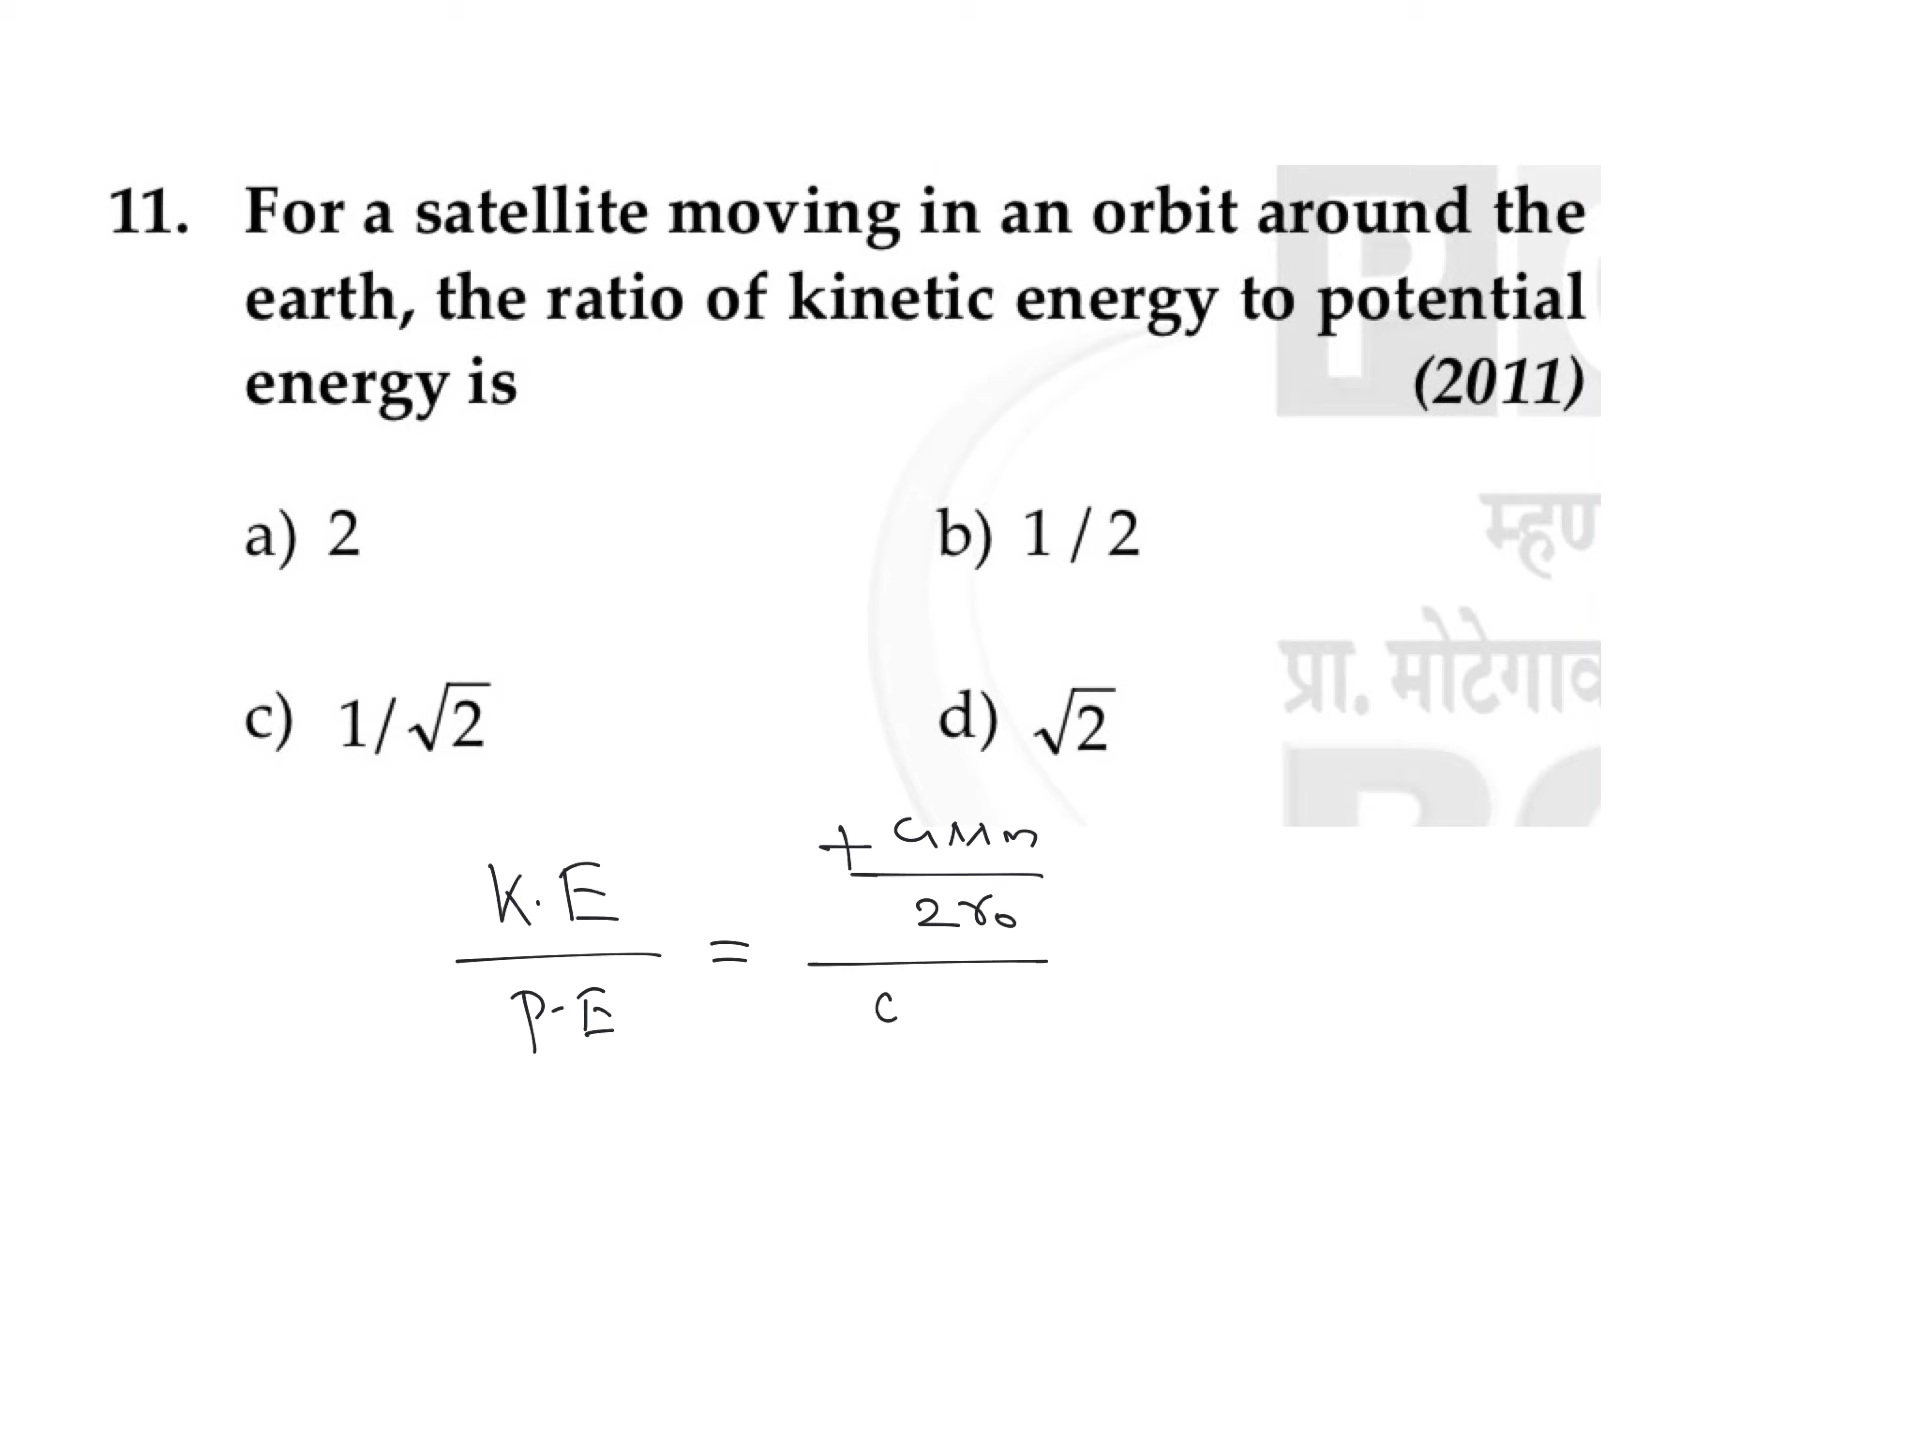 11. For a satellite moving in an orbit around the
earth, the ratio of kinetic energy to potential
energy is (2011)
a) 2 b) 1 / 2
c) 1/√2 d) √2
म्हण
प्रा. मोटेगाव
K.E / P-E = + GMm / 2r₀ / c